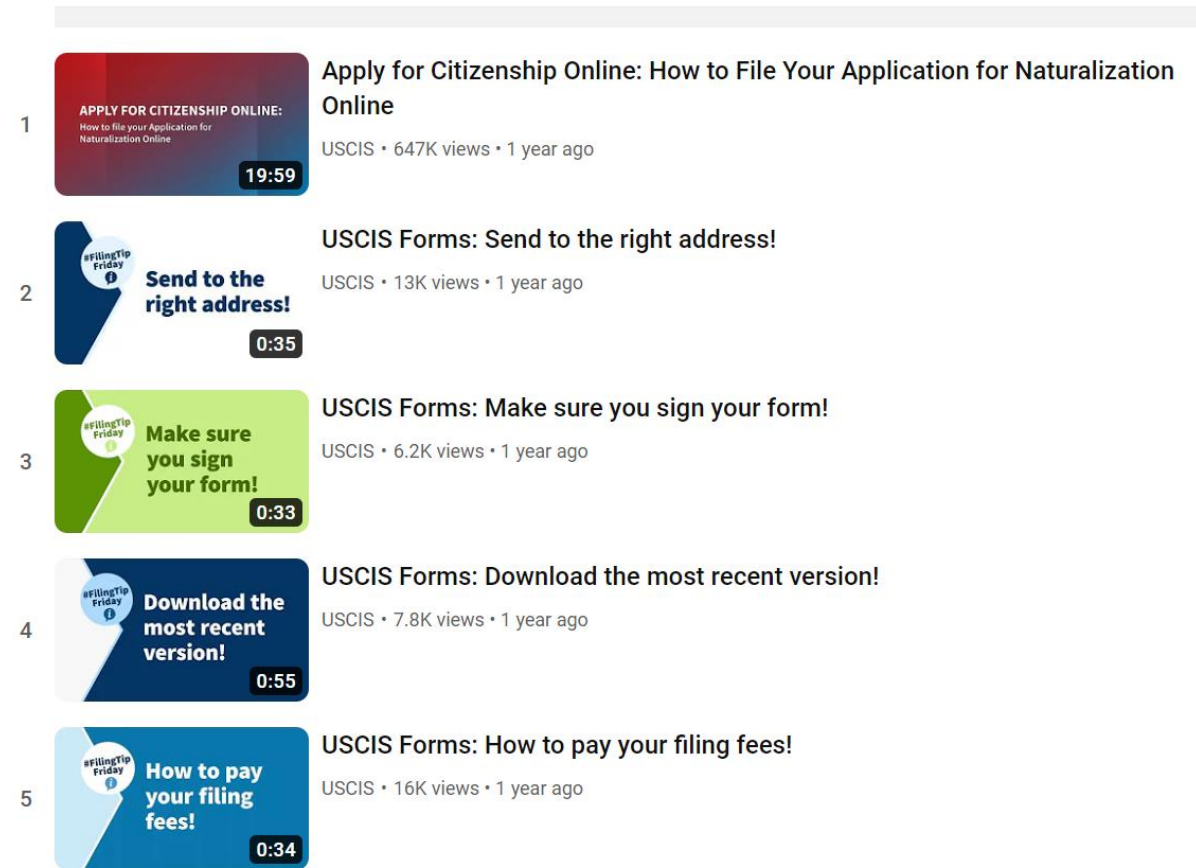 1
APPLY FOR CITIZENSHIP ONLINE:
How to file your Application for
Naturalization Online
19:59
Apply for Citizenship Online: How to File Your Application for Naturalization
Online
USCIS • 647K views • 1 year ago
2
#FilingTip
Friday
Send to the
right address!
0:35
USCIS Forms: Send to the right address!
USCIS • 13K views • 1 year ago
3
#FilingTip
Friday
Make sure
you sign
your form!
0:33
USCIS Forms: Make sure you sign your form!
USCIS • 6.2K views • 1 year ago
4
#FilingTip
Friday
Download the
most recent
version!
0:55
USCIS Forms: Download the most recent version!
USCIS • 7.8K views • 1 year ago
5
#FilingTip
Friday
How to pay
your filing
fees!
0:34
USCIS Forms: How to pay your filing fees!
USCIS • 16K views • 1 year ago